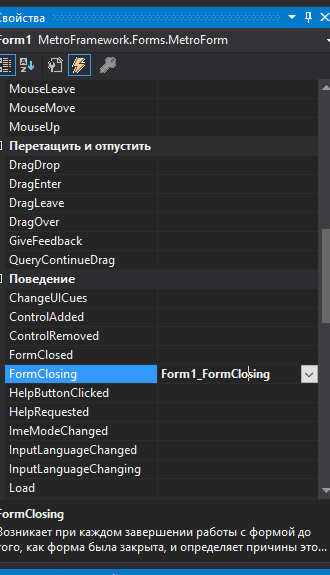 Свойства
Form1 MetroFramework.Forms.MetroForm
MouseLeave
MouseMove
MouseUp
Перетащить и отпустить
DragDrop
DragEnter
DragLeave
DragOver
GiveFeedback
QueryContinueDrag
Поведение
ChangeUICues
ControlAdded
ControlRemoved
FormClosed
FormClosing Form1_FormClosing
HelpButtonClicked
HelpRequested
ImeModeChanged
InputLanguageChanged
InputLanguageChanging
Load
FormClosing
Возникает при каждом завершении работы с формой до
того, как форма была закрыта, и определяет причины это...